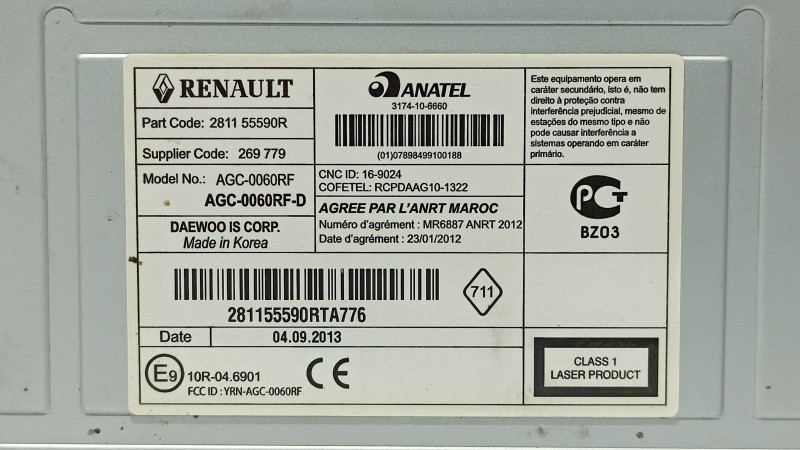 RENAULT
Part Code: 2811 55590R
Supplier Code: 269 779
Model No.: AGC-0060RF
AGC-0060RF-D
DAEWOO IS CORP.
Made in Korea
ANATEL
3174-10-6660
(01)07898499100188
CNC ID: 16-9024
COFETEL: RCPDAAG10-1322
AGREE PAR L'ANRT MAROC
Numéro d'agrément : MR6887 ANRT 2012
Date d'agrément : 23/01/2012
Este equipamento opera em
caráter secundário, isto é, não tem
direito à proteção contra
interferência prejudicial, mesmo de
estações do mesmo tipo e não
pode causar interferência a
sistemas operando em caráter
primário.
PCT
BZ03
281155590RTA776
711
Date 04.09.2013
E9 10R-04.6901
FCC ID : YRN-AGC-0060RF
CE
CLASS 1
LASER PRODUCT